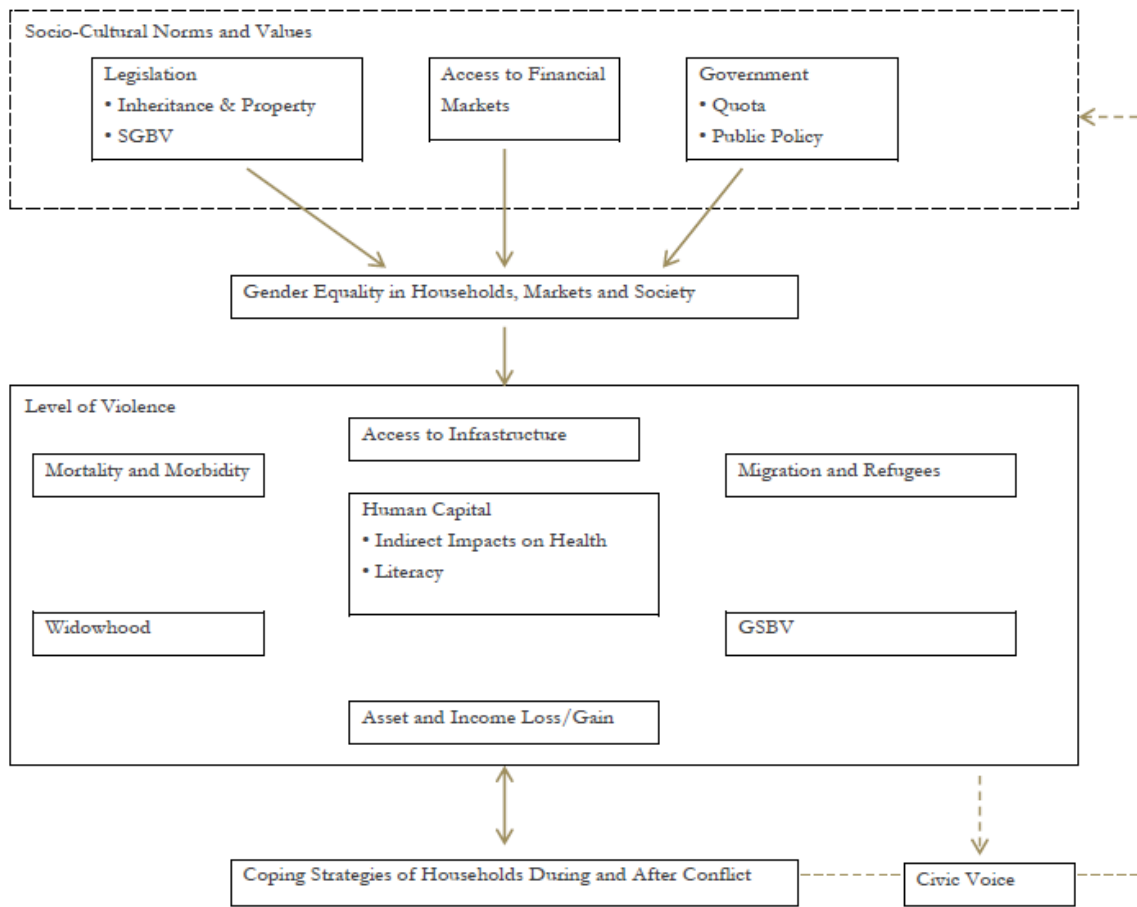 Socio-Cultural Norms and Values
Legislation
• Inheritance & Property
• SGBV
Access to Financial
Markets
Government
• Quota
• Public Policy
Gender Equality in Households, Markets and Society
Level of Violence
Access to Infrastructure
Mortality and Morbidity
Migration and Refugees
Human Capital
• Indirect Impacts on Health
• Literacy
Widowhood
GSBV
Asset and Income Loss/Gain
Coping Strategies of Households During and After Conflict
Civic Voice